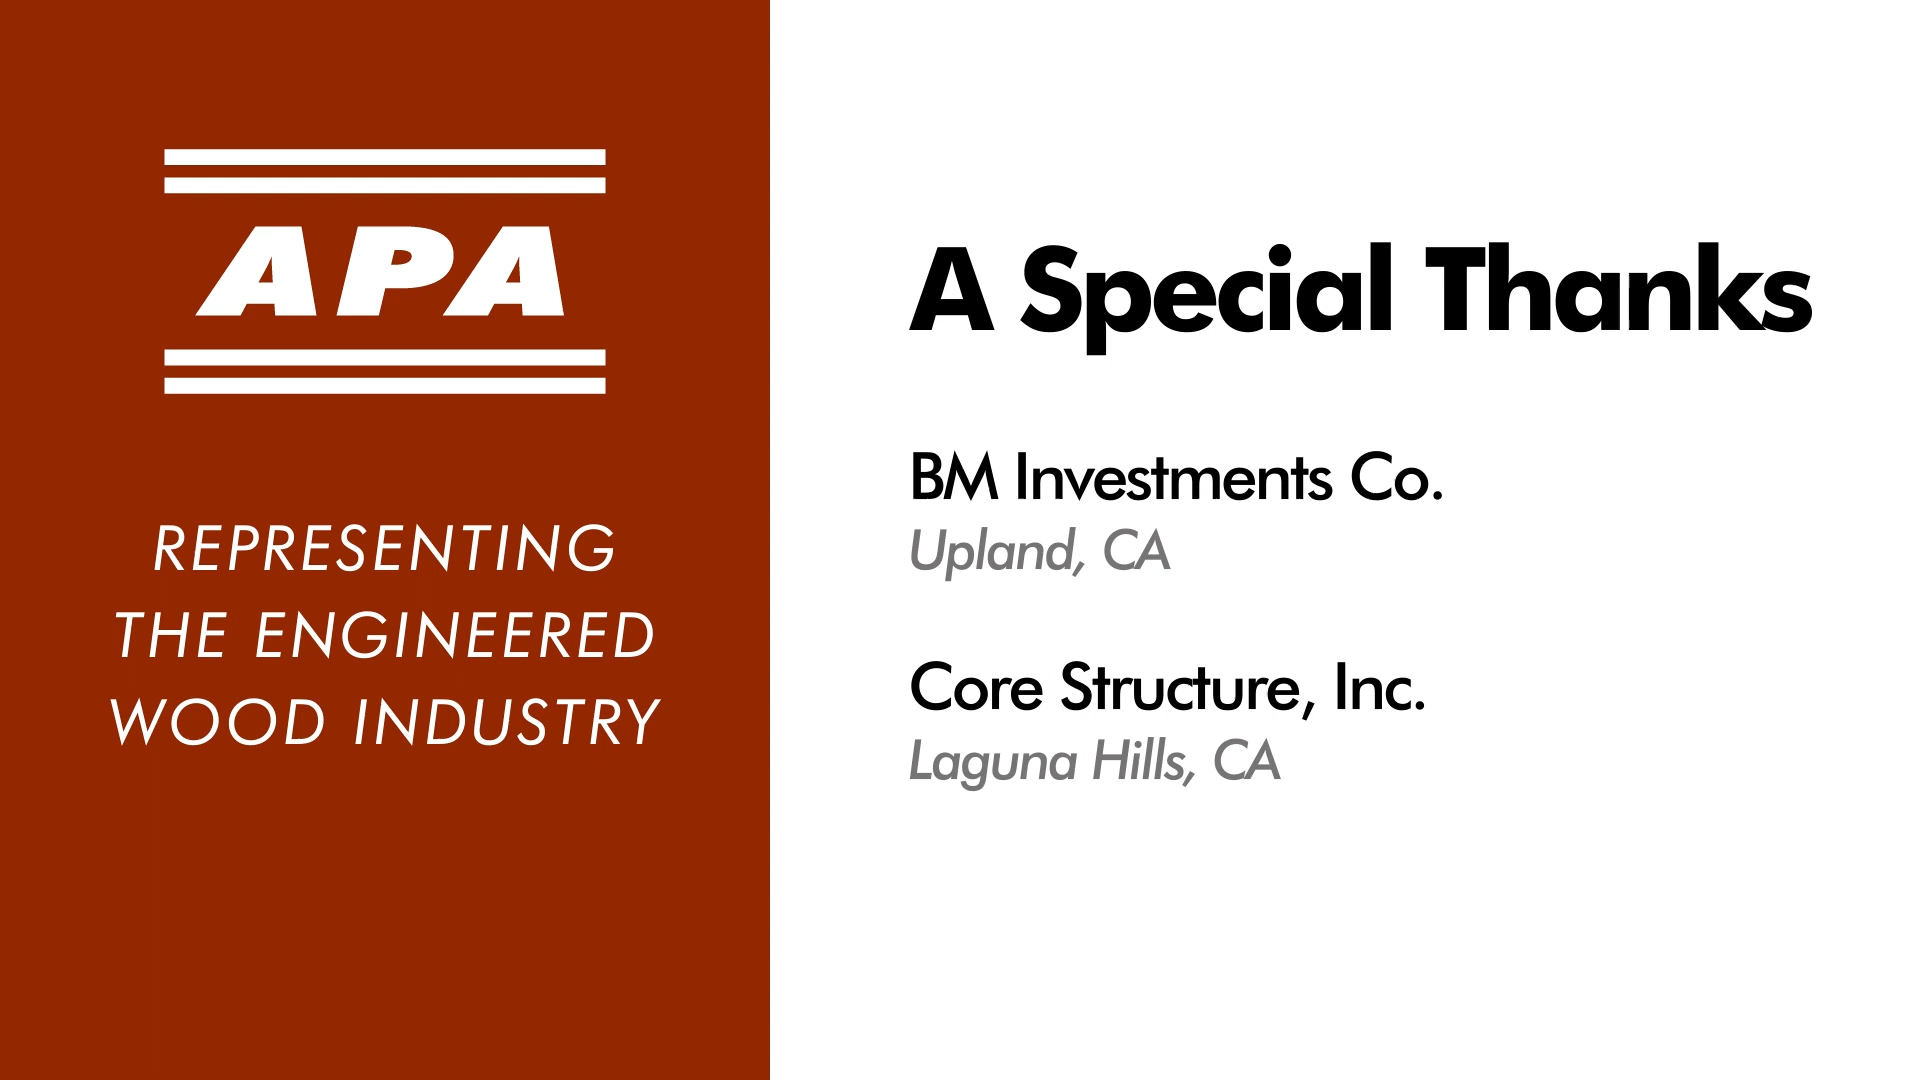 APA
REPRESENTING
THE ENGINEERED
WOOD INDUSTRY
A Special Thanks
BM Investments Co.
Upland, CA
Core Structure, Inc.
Laguna Hills, CA